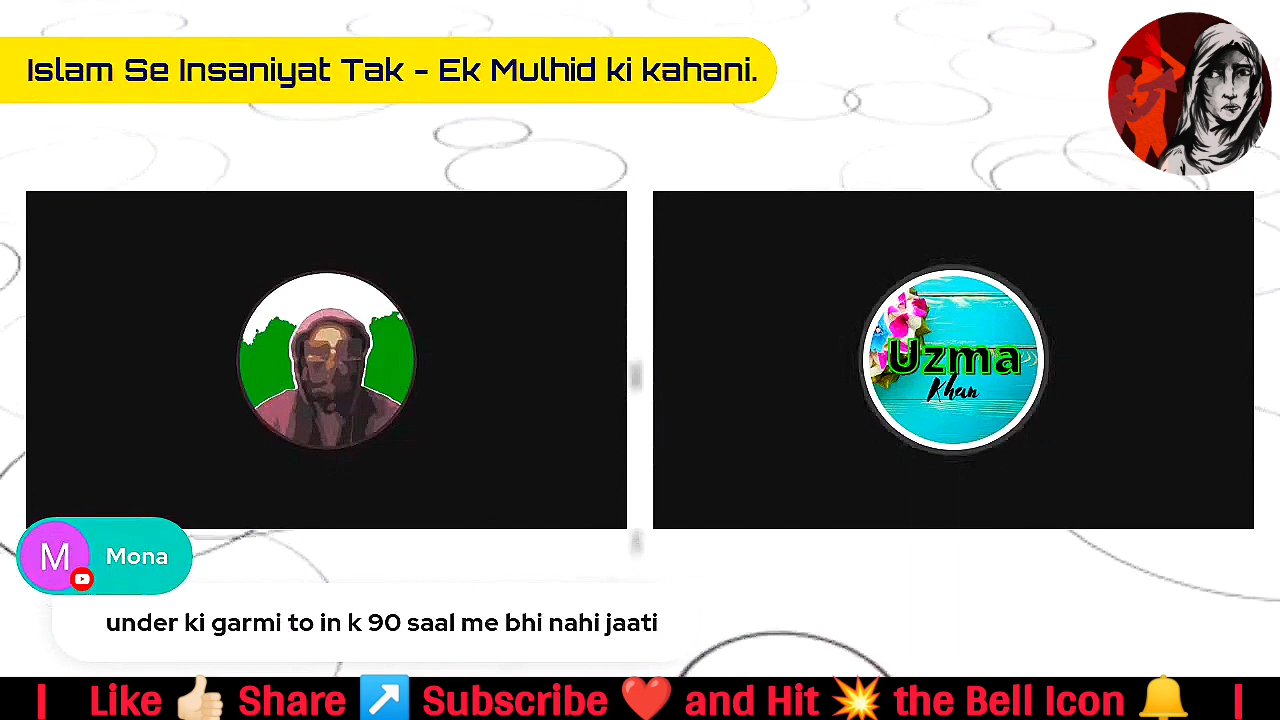 Islam Se Insaniyat Tak - Ek Mulhid ki kahani.
Uzma
Khan
M Mona
under ki garmi to in k 90 saal me bhi nahi jaati
| Like 👍🏻 Share ↗️ Subscribe ❤️ and Hit 💥 the Bell Icon 🔔 |